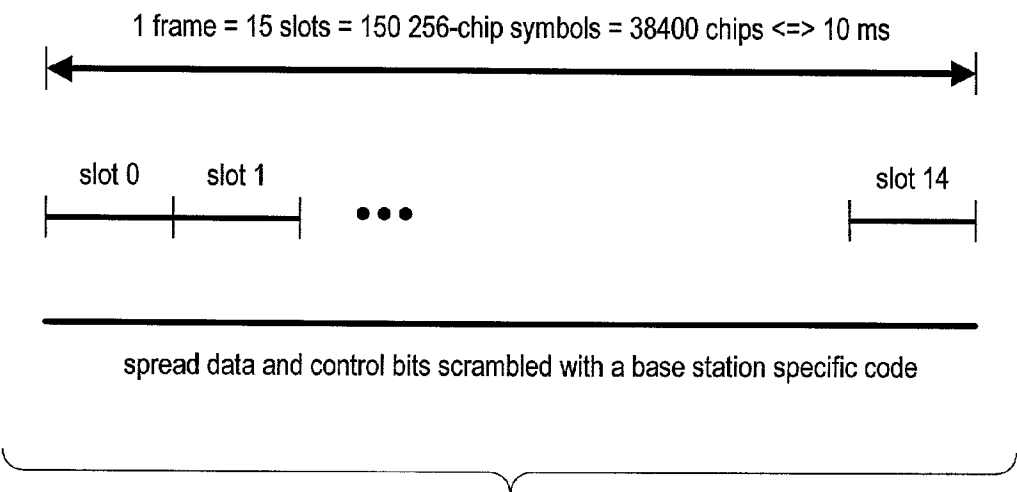 1 frame = 15 slots = 150 256-chip symbols = 38400 chips <=> 10 ms
slot 0 slot 1 slot 14
spread data and control bits scrambled with a base station specific code